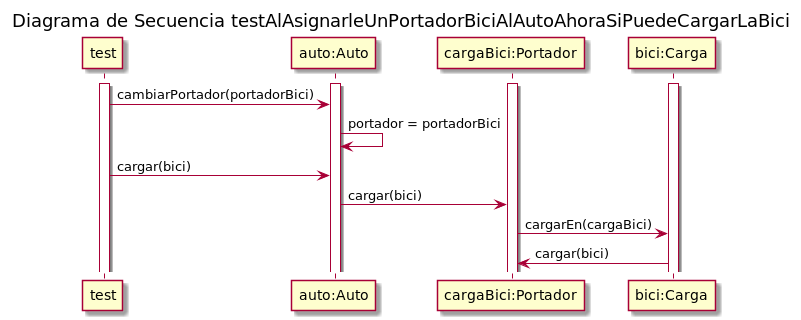 Diagrama de Secuencia testAlAsignarleUnPortadorBiciAlAutoAhoraSiPuedeCargarLaBici
test auto:Auto cargaBici:Portador bici:Carga
cambiarPortador(portadorBici)
portador = portadorBici
cargar(bici)
cargar(bici)
cargarEn(cargaBici)
cargar(bici)
test auto:Auto cargaBici:Portador bici:Carga